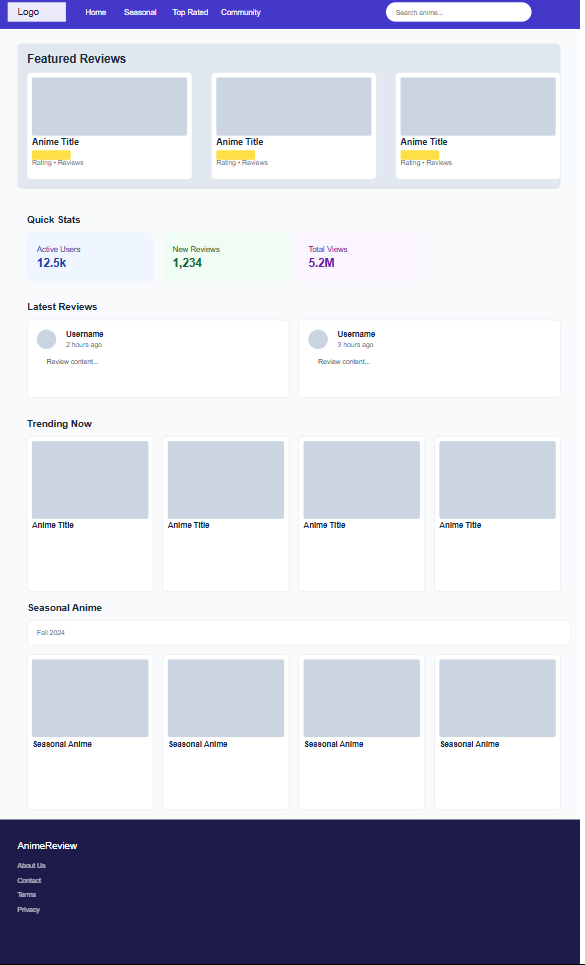 Logo
Home Seasonal Top Rated Community
Search anime...
Featured Reviews
Anime Title Anime Title Anime Title
Rating • Reviews Rating • Reviews Rating • Reviews
Quick Stats
Active Users New Reviews Total Views
12.5k 1,234 5.2M
Latest Reviews
Username Username
2 hours ago 3 hours ago
Review content... Review content...
Trending Now
Anime Title Anime Title Anime Title Anime Title
Seasonal Anime
Fall 2024
Seasonal Anime Seasonal Anime Seasonal Anime Seasonal Anime
AnimeReview
About Us
Contact
Terms
Privacy